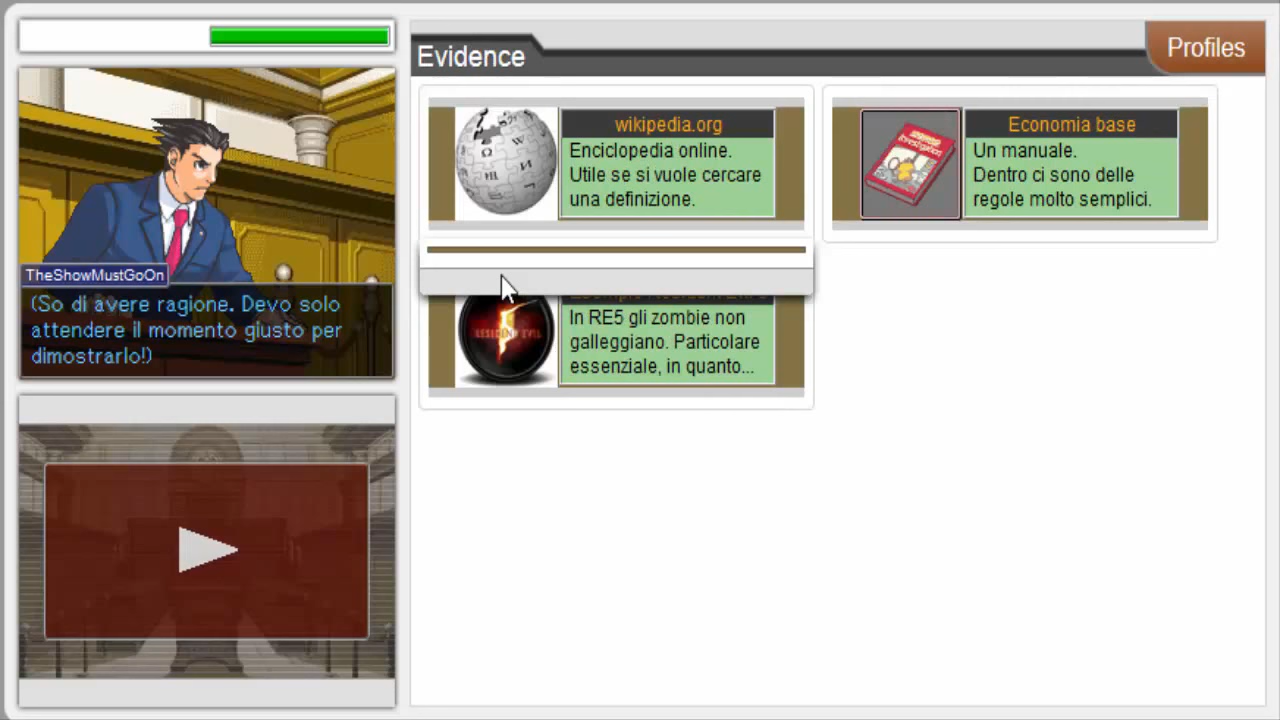 Evidence
Profiles
wikipedia.org
Enciclopedia online.
Utile se si vuole cercare
una definizione.
Economia base
Un manuale.
Dentro ci sono delle
regole molto semplici.
In RE5 gli zombie non
galleggiano. Particolare
essenziale, in quanto...
RESIDENT EVIL
TheShowMustGoOn
(So di avere ragione. Devo solo
attendere il momento giusto per
dimostrarlo!)